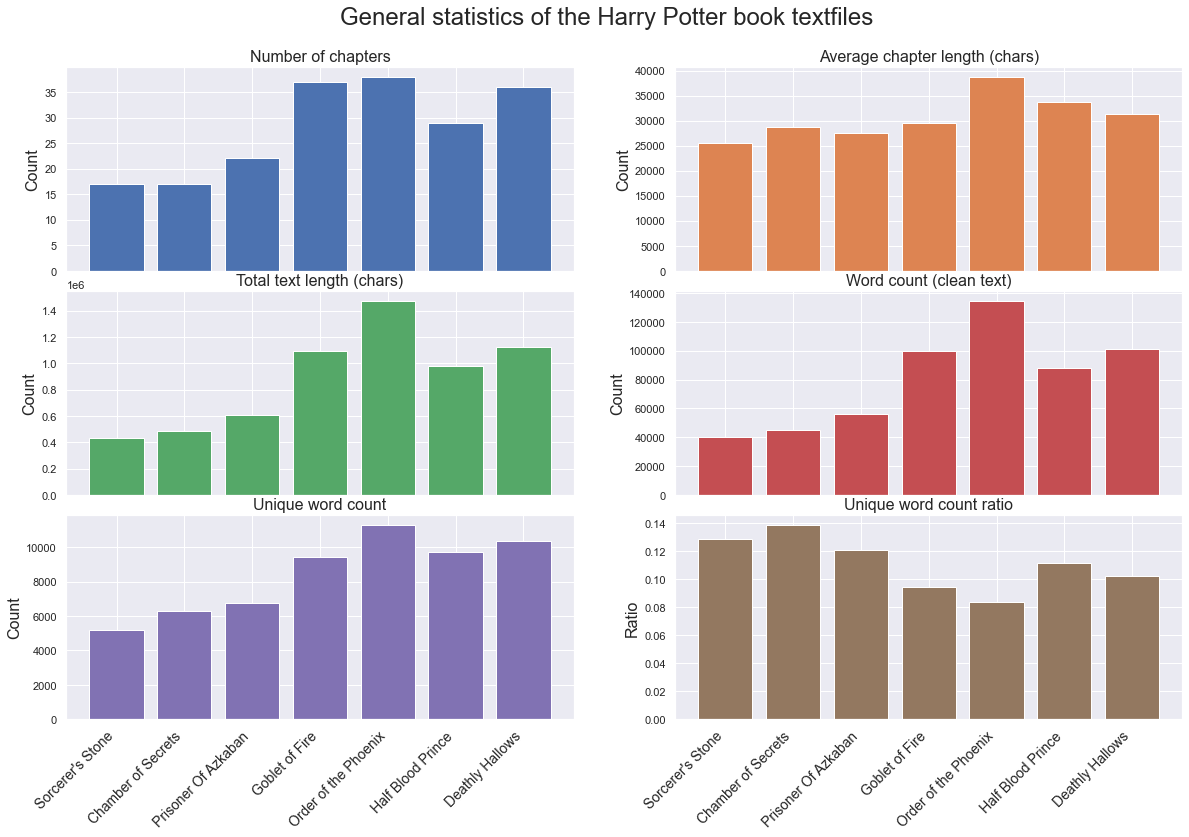 General statistics of the Harry Potter book textfiles
Number of chapters
Count
35
30
25
20
15
10
5
0
Average chapter length (chars)
Count
40000
35000
30000
25000
20000
15000
10000
5000
0
Total text length (chars)
1e6
Count
1.4
1.2
1.0
0.8
0.6
0.4
0.2
0.0
Word count (clean text)
Count
140000
120000
100000
80000
60000
40000
20000
0
Unique word count
Count
10000
8000
6000
4000
2000
0
Sorcerer's Stone
Chamber of Secrets
Prisoner Of Azkaban
Goblet of Fire
Order of the Phoenix
Half Blood Prince
Deathly Hallows
Unique word count ratio
Ratio
0.14
0.12
0.10
0.08
0.06
0.04
0.02
0.00
Sorcerer's Stone
Chamber of Secrets
Prisoner Of Azkaban
Goblet of Fire
Order of the Phoenix
Half Blood Prince
Deathly Hallows